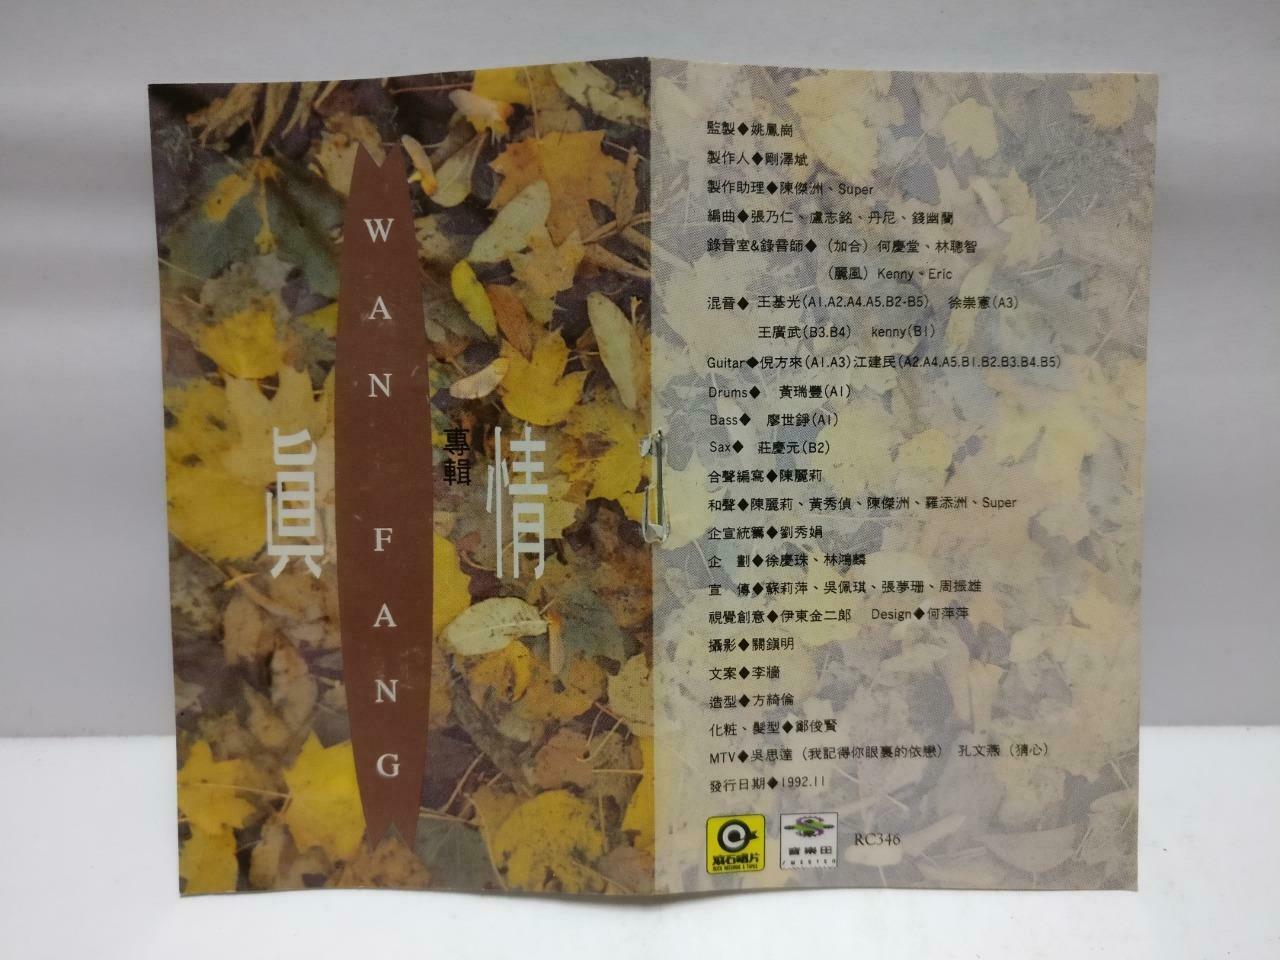 WAN FANG
真情
專輯
監製◆姚鳳崗
製作人◆剛澤斌
製作助理◆陳傑洲、Super
編曲◆張乃仁、盧志銘、丹尼、錢幽蘭
錄音室&錄音師◆（加合）何慶堂、林聰智
（麗風）Kenny、Eric
混音◆ 王基光(A1.A2.A4.A5.B2-B5) 徐崇憲(A3)
王廣武(B3.B4) kenny(B1)
Guitar◆倪方來(A1.A3)江建民(A2.A4.A5.B1.B2.B3.B4.B5)
Drums◆ 黃瑞豐(A1)
Bass◆ 廖世錚(A1)
Sax◆ 莊慶元(B2)
合聲編寫◆陳麗莉
和聲◆陳麗莉、黃秀偵、陳傑洲、羅添洲、Super
企宣統籌◆劉秀娟
企 劃◆徐慶珠、林鴻麟
宣 傳◆蘇莉萍、吳佩琪、張夢珊、周振雄
視覺創意◆伊東金二郎 Design◆何萍萍
攝影◆關鎮明
文案◆李牆
造型◆方綺倫
化粧、髮型◆鄭俊賢
MTV◆吳思達（我記得你眼裏的依戀） 孔文燕（猜心）
發行日期◆1992.11
滾石唱片
ROCK RECORDS & TAPES
音樂田
RC346